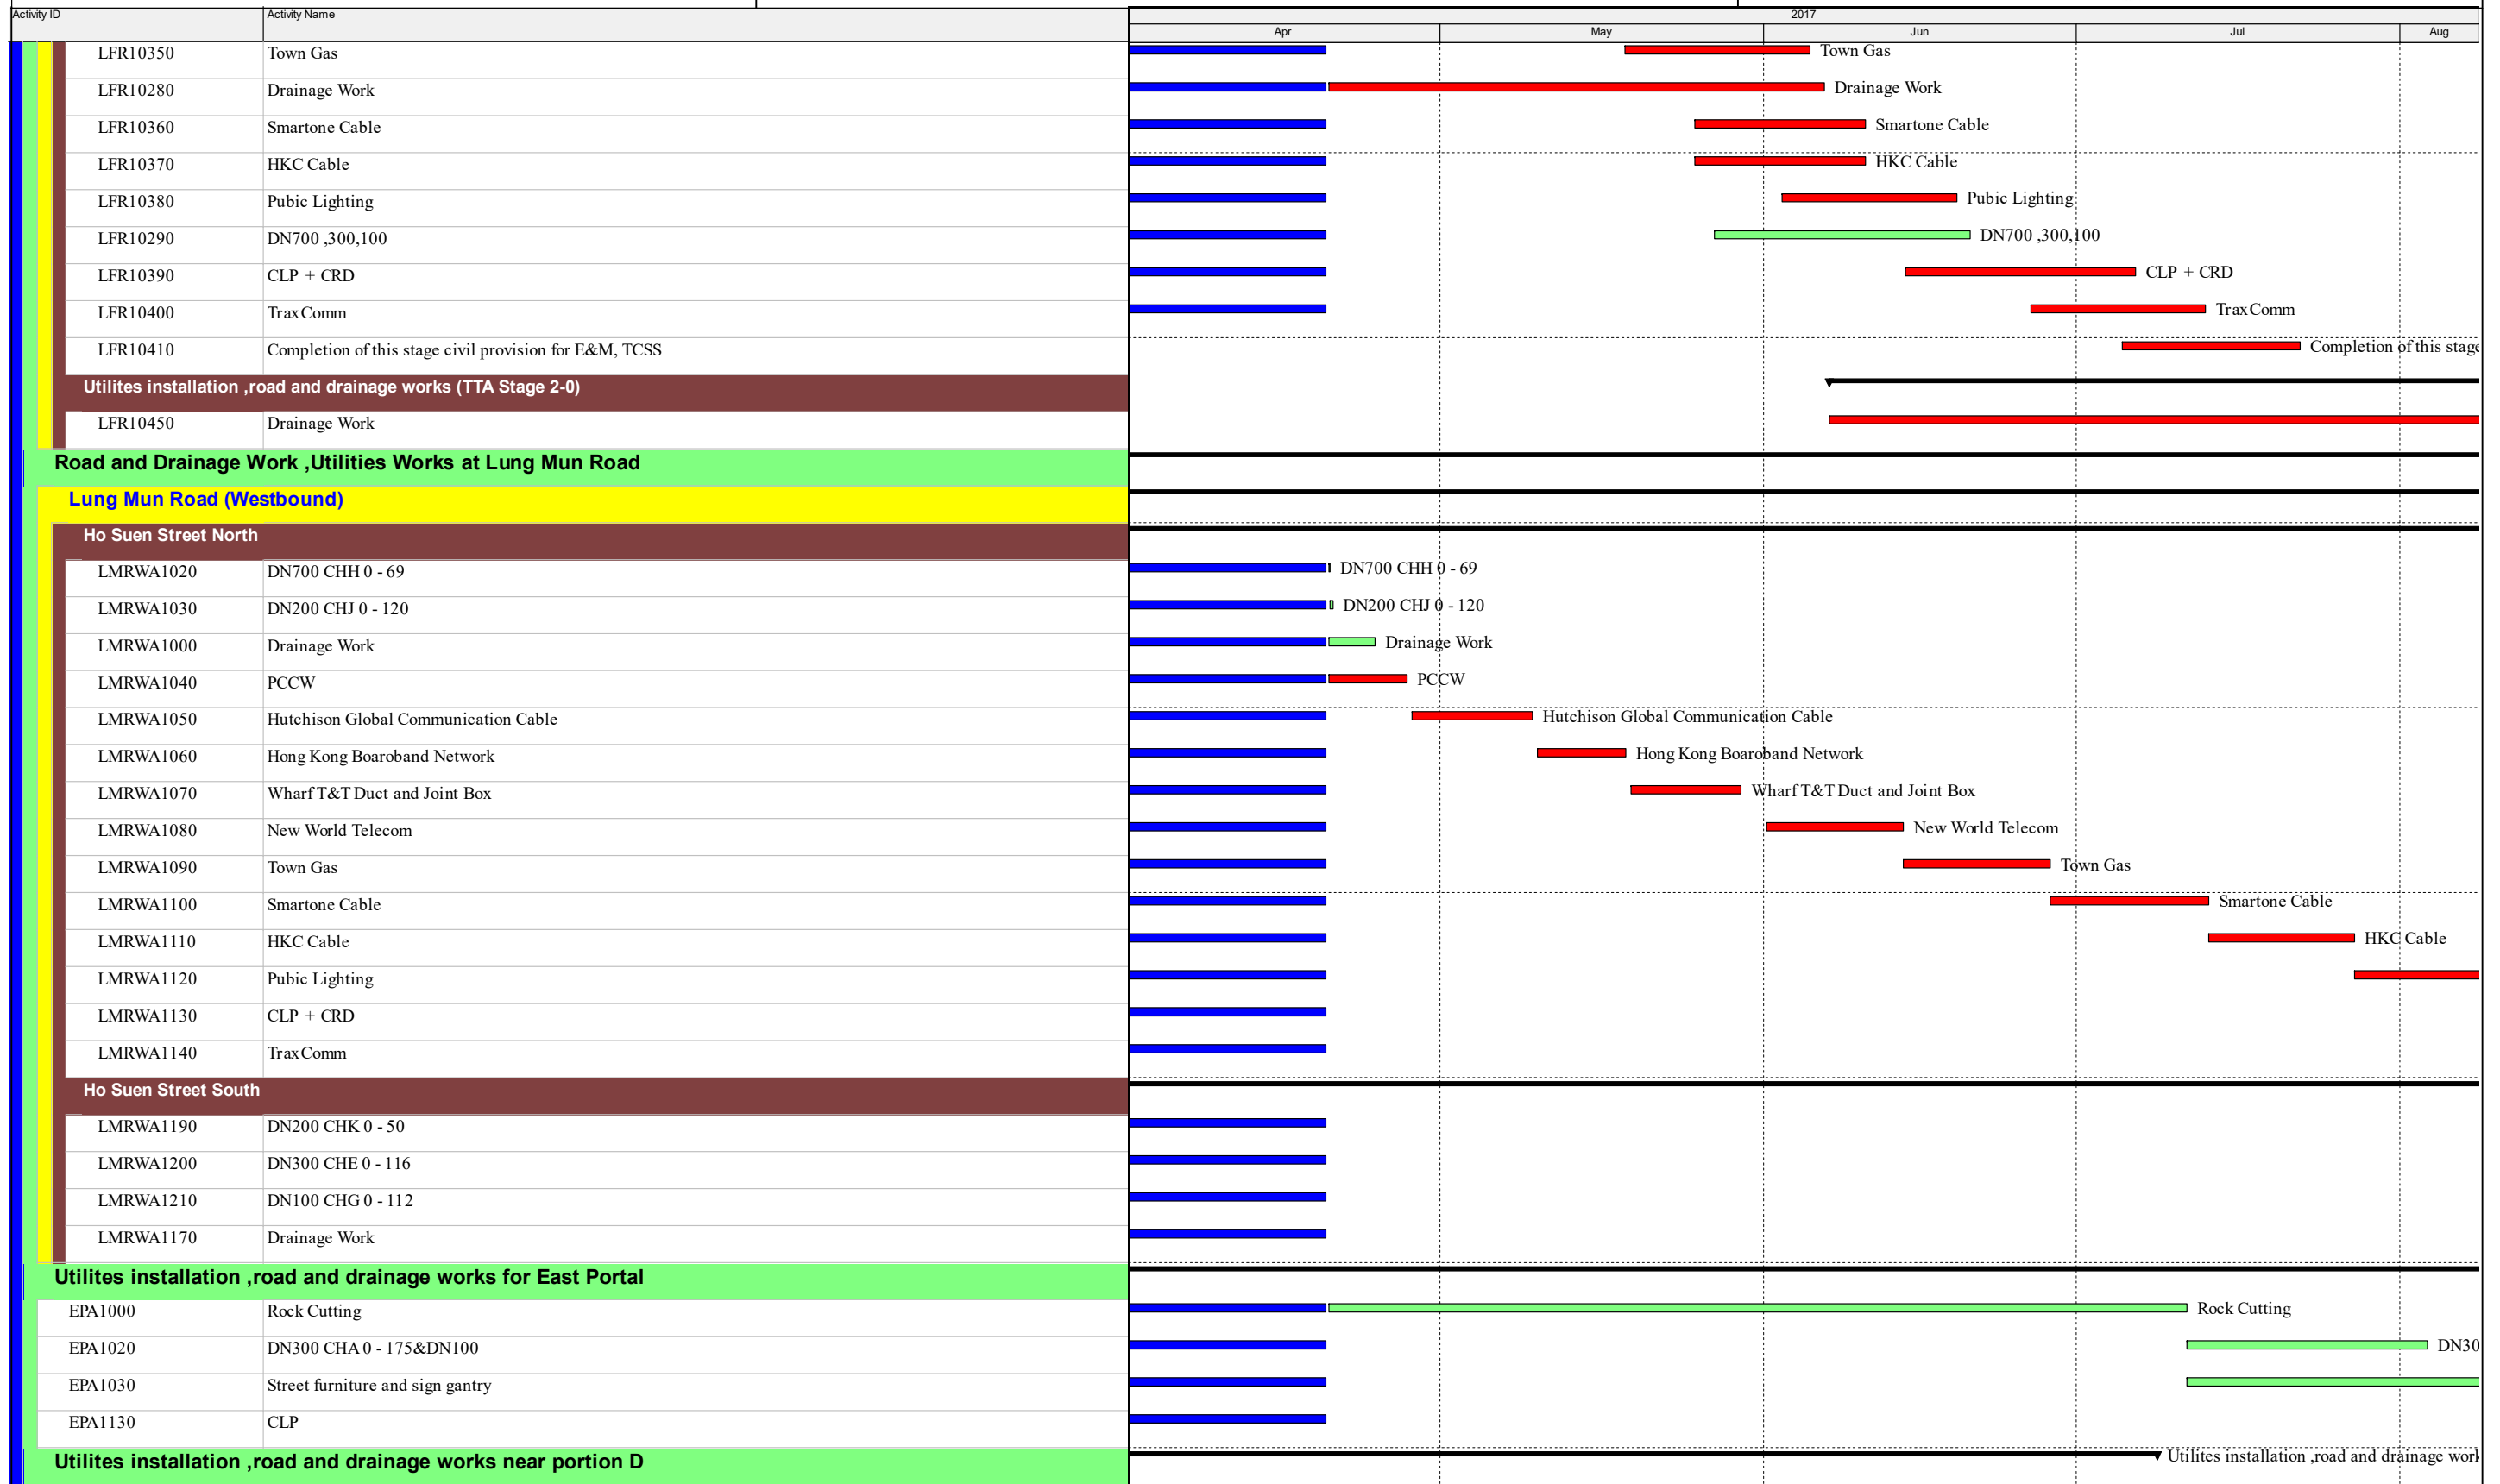 Activity ID Activity Name 2017
Apr May Jun Jul Aug
LFR10350 Town Gas Town Gas
LFR10280 Drainage Work Drainage Work
LFR10360 Smartone Cable Smartone Cable
LFR10370 HKC Cable HKC Cable
LFR10380 Pubic Lighting Pubic Lighting
LFR10290 DN700 ,300,100 DN700 ,300,100
LFR10390 CLP + CRD CLP + CRD
LFR10400 TraxComm TraxComm
LFR10410 Completion of this stage civil provision for E&M, TCSS Completion of this stage
Utilites installation ,road and drainage works (TTA Stage 2-0)
LFR10450 Drainage Work
Road and Drainage Work ,Utilities Works at Lung Mun Road
Lung Mun Road (Westbound)
Ho Suen Street North
LMRWA1020 DN700 CHH 0 - 69 DN700 CHH 0 - 69
LMRWA1030 DN200 CHJ 0 - 120 DN200 CHJ 0 - 120
LMRWA1000 Drainage Work Drainage Work
LMRWA1040 PCCW PCCW
LMRWA1050 Hutchison Global Communication Cable Hutchison Global Communication Cable
LMRWA1060 Hong Kong Boaroband Network Hong Kong Boaroband Network
LMRWA1070 Wharf T&T Duct and Joint Box Wharf T&T Duct and Joint Box
LMRWA1080 New World Telecom New World Telecom
LMRWA1090 Town Gas Town Gas
LMRWA1100 Smartone Cable Smartone Cable
LMRWA1110 HKC Cable HKC Cable
LMRWA1120 Pubic Lighting
LMRWA1130 CLP + CRD
LMRWA1140 TraxComm
Ho Suen Street South
LMRWA1190 DN200 CHK 0 - 50
LMRWA1200 DN300 CHE 0 - 116
LMRWA1210 DN100 CHG 0 - 112
LMRWA1170 Drainage Work
Utilites installation ,road and drainage works for East Portal
EPA1000 Rock Cutting Rock Cutting
EPA1020 DN300 CHA 0 - 175&DN100 DN30
EPA1030 Street furniture and sign gantry
EPA1130 CLP
Utilites installation ,road and drainage works near portion D Utilites installation ,road and drainage work